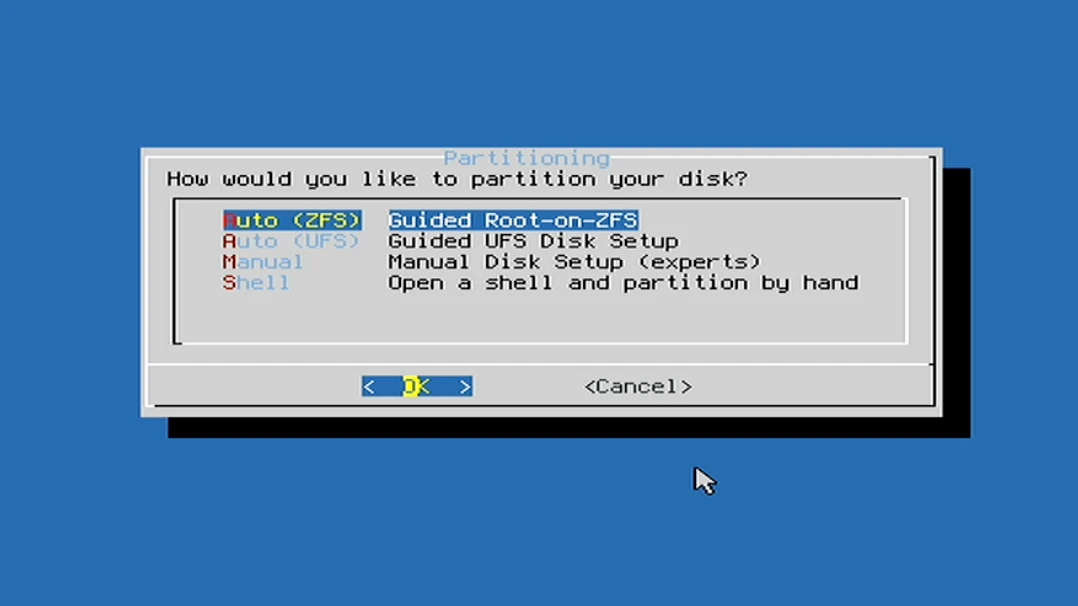 Partitioning
How would you like to partition your disk?
Auto (ZFS) Guided Root-on-ZFS
Auto (UFS) Guided UFS Disk Setup
Manual Manual Disk Setup (experts)
Shell Open a shell and partition by hand
< OK > <Cancel>